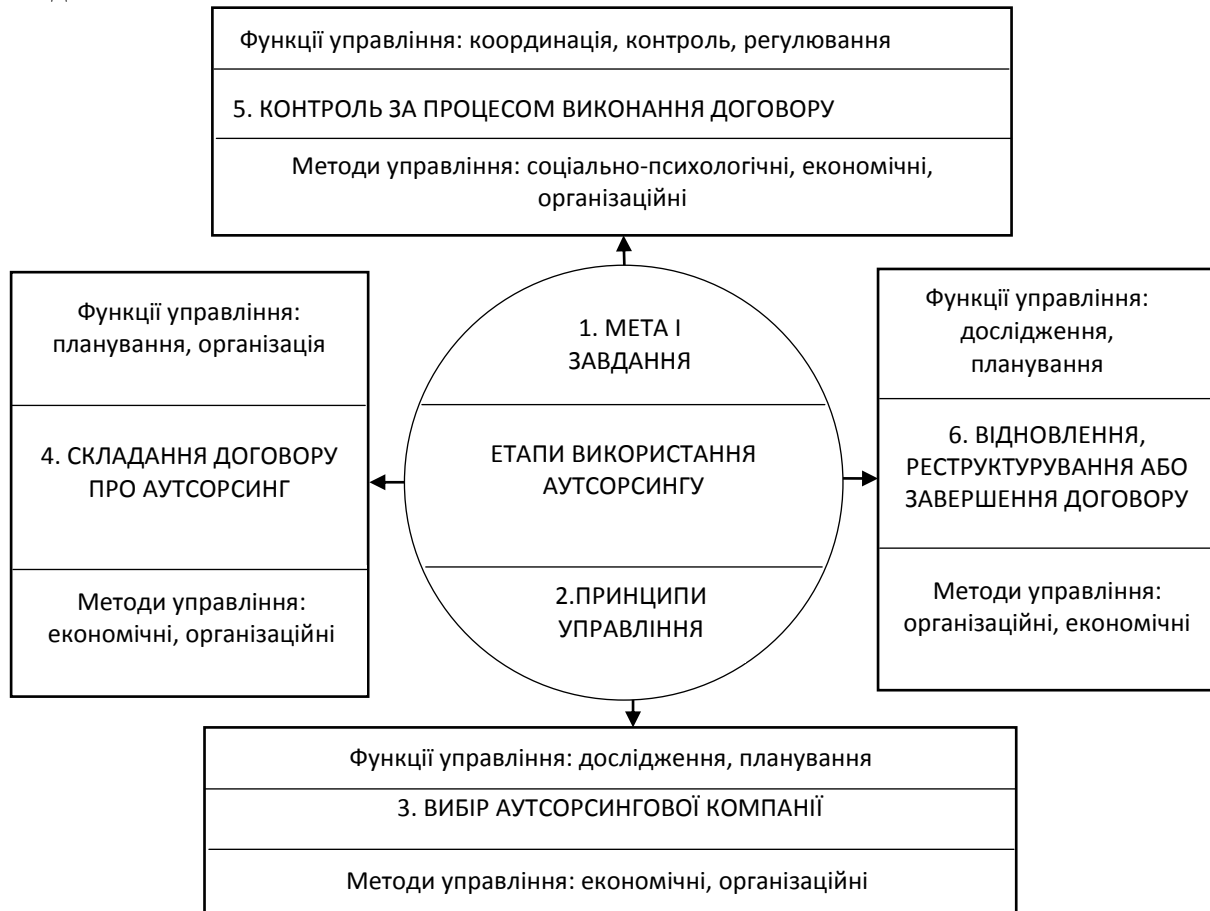 Функції управління: координація, контроль, регулювання
5. КОНТРОЛЬ ЗА ПРОЦЕСОМ ВИКОНАННЯ ДОГОВОРУ
Методи управління: соціально-психологічні, економічні,
організаційні
Функції управління:
планування, організація
4. СКЛАДАННЯ ДОГОВОРУ
ПРО АУТСОРСИНГ
Методи управління:
економічні, організаційні
1. МЕТА І
ЗАВДАННЯ
ЕТАПИ ВИКОРИСТАННЯ
АУТСОРСИНГУ
2.ПРИНЦИПИ
УПРАВЛІННЯ
Функції управління:
дослідження,
планування
6. ВІДНОВЛЕННЯ,
РЕСТРУКТУРУВАННЯ АБО
ЗАВЕРШЕННЯ ДОГОВОРУ
Методи управління:
організаційні, економічні
Функції управління: дослідження, планування
3. ВИБІР АУТСОРСИНГОВОЇ КОМПАНІЇ
Методи управління: економічні, організаційні